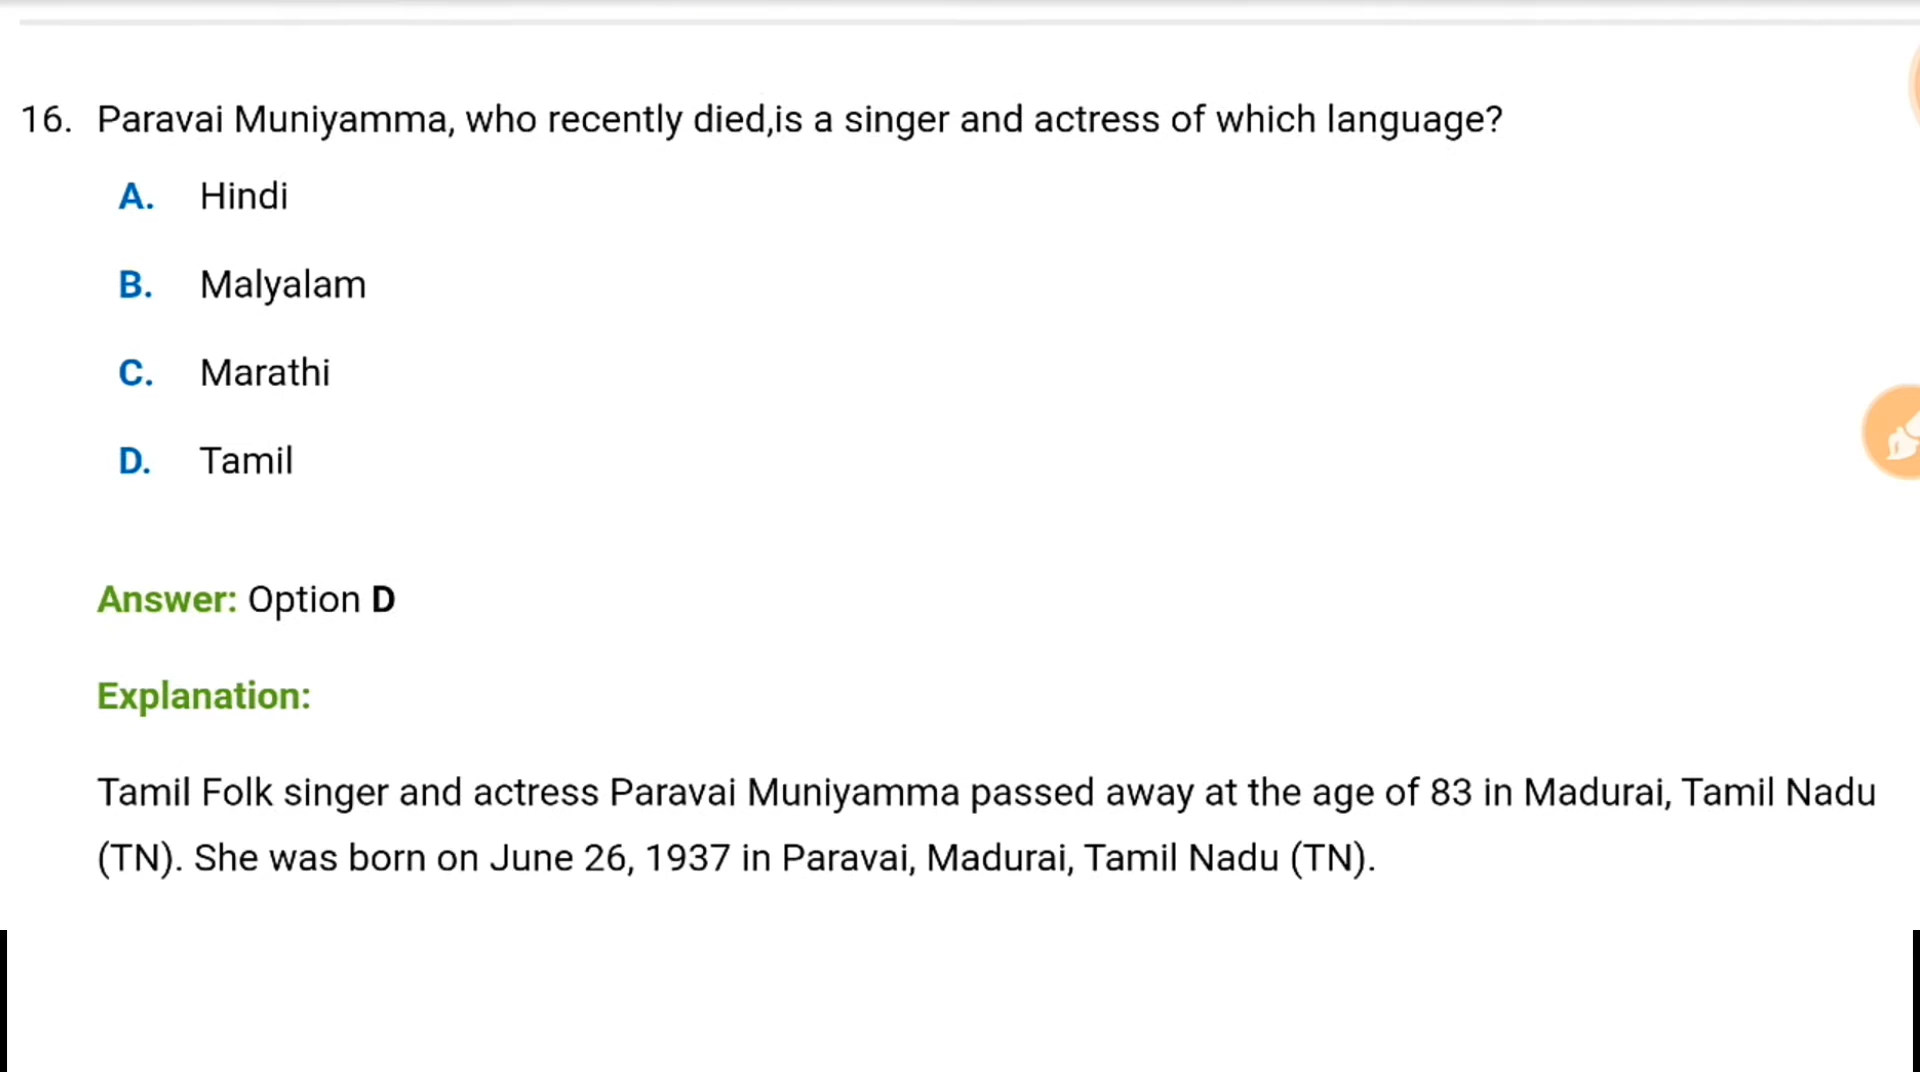 16. Paravai Muniyamma, who recently died,is a singer and actress of which language?
A. Hindi
B. Malyalam
C. Marathi
D. Tamil
Answer: Option D
Explanation:
Tamil Folk singer and actress Paravai Muniyamma passed away at the age of 83 in Madurai, Tamil Nadu
(TN). She was born on June 26, 1937 in Paravai, Madurai, Tamil Nadu (TN).